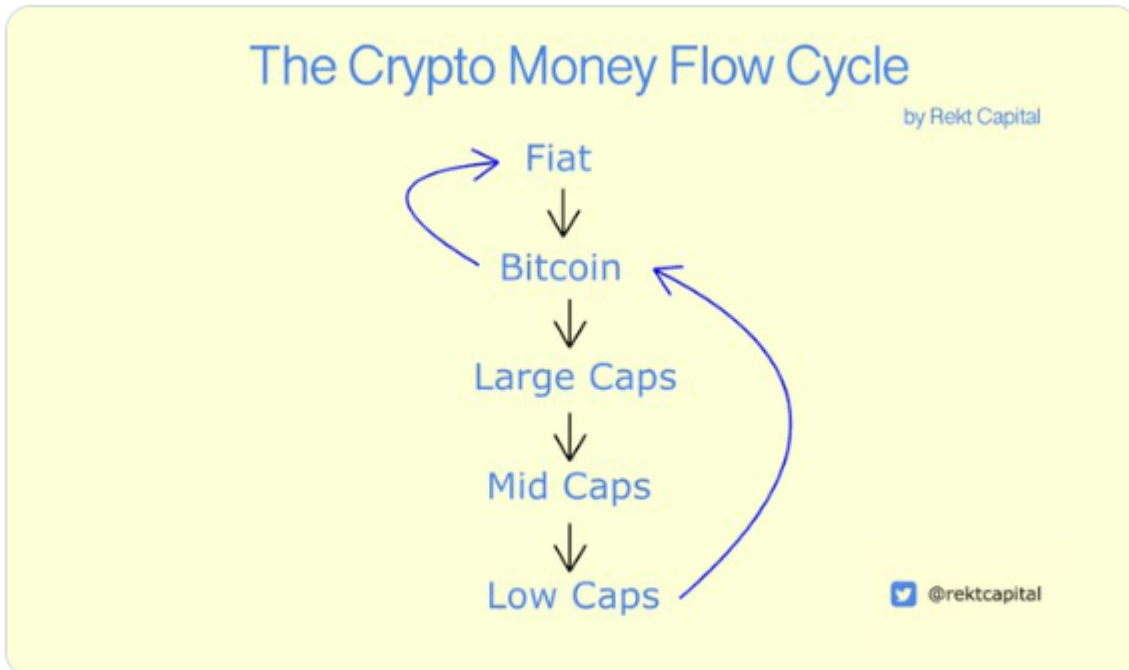 The Crypto Money Flow Cycle
by Rekt Capital
Fiat
Bitcoin
Large Caps
Mid Caps
Low Caps
@rektcapital